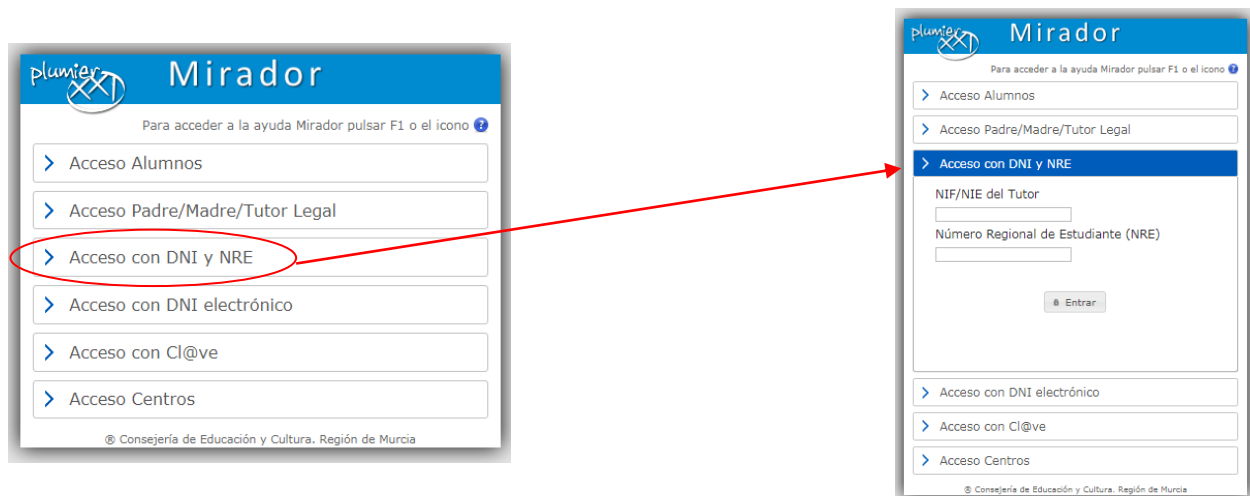 plumier XXI
Mirador
Para acceder a la ayuda Mirador pulsar F1 o el icono ?
Acceso Alumnos
Acceso Padre/Madre/Tutor Legal
Acceso con DNI y NRE
Acceso con DNI electrónico
Acceso con Cl@ve
Acceso Centros
® Consejería de Educación y Cultura. Región de Murcia
plumier XXI
Mirador
Para acceder a la ayuda Mirador pulsar F1 o el icono ?
Acceso Alumnos
Acceso Padre/Madre/Tutor Legal
Acceso con DNI y NRE
NIF/NIE del Tutor
Número Regional de Estudiante (NRE)
Entrar
Acceso con DNI electrónico
Acceso con Cl@ve
Acceso Centros
® Consejería de Educación y Cultura. Región de Murcia